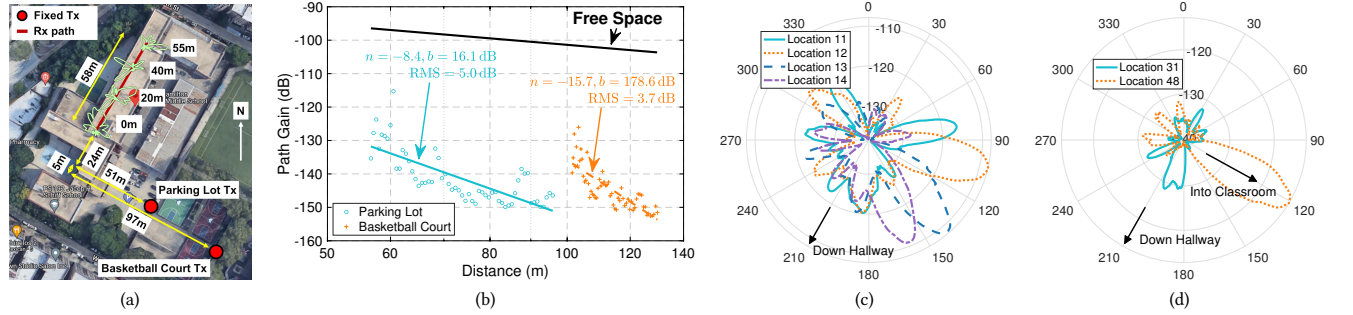 Fixed Tx
Rx path
55m
40m
58m
20m
0m
N
5m
24m
51m
97m
Parking Lot Tx
Basketball Court Tx
(a)
-90
-100
-110
-120
-130
-140
-150
-160
Path Gain (dB)
Free Space
n = −8.4, b = 16.1 dB
RMS = 5.0 dB
n = −15.7, b = 178.6
RMS = 3.7 dB
Parking Lot
Basketball Court
50
60
80
100
130
140
Distance (m)
(b)
330
0
30
Location 11
Location 12
Location 13
Location 14
-110
-120
-130
300
60
270
90
240
120
Down Hallway
210
180
150
(c)
330
0
30
Location 31
Location 48
-110
-120
-130
300
60
270
90
Into Classroom
240
120
Down Hallway
210
180
150
(d)